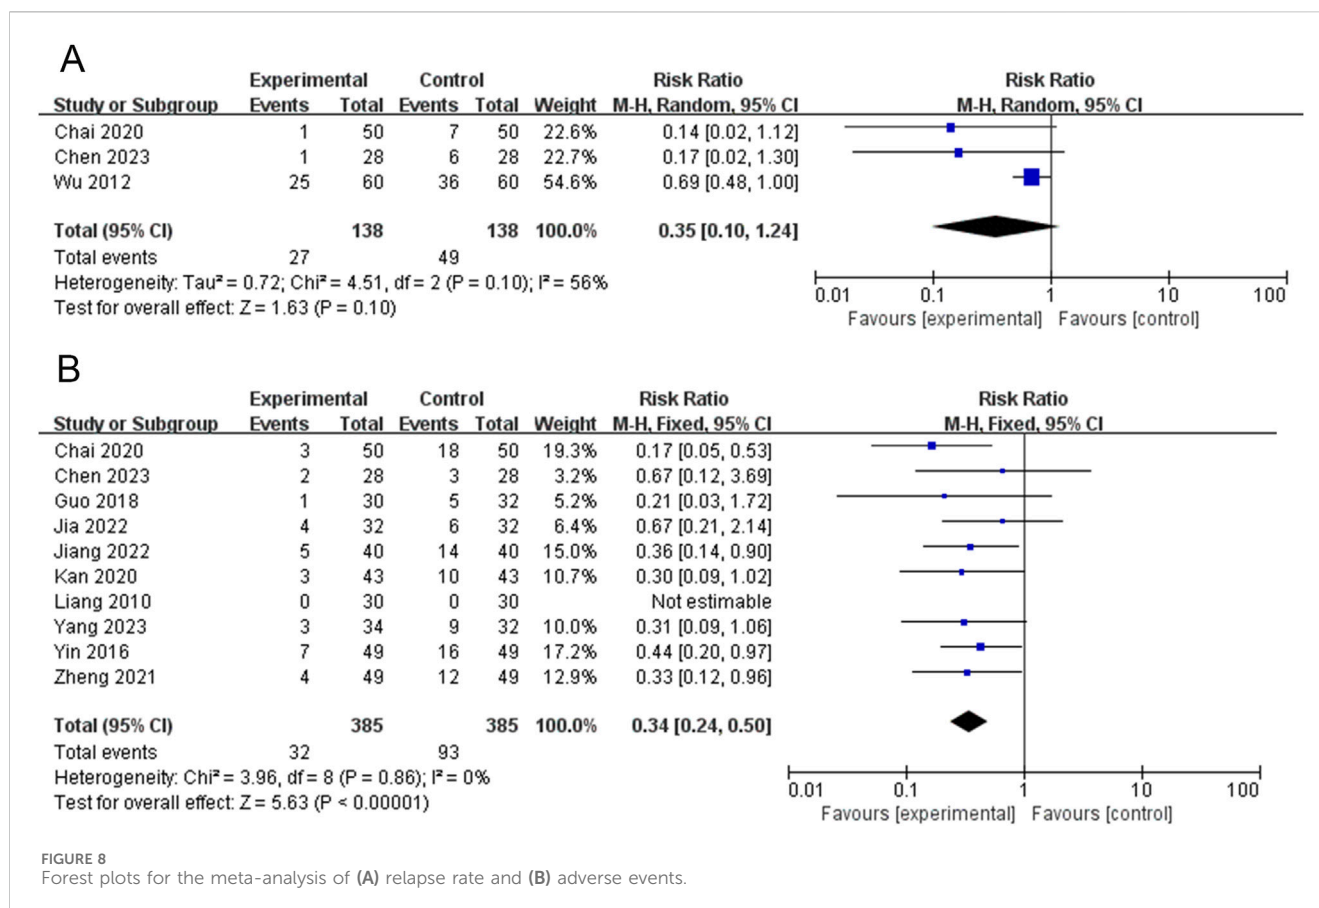 A
Experimental Control Risk Ratio Risk Ratio
Study or Subgroup Events Total Events Total Weight M-H, Random, 95% CI M-H, Random, 95% CI
Chai 2020 1 50 7 50 22.6% 0.14 [0.02, 1.12]
Chen 2023 1 28 6 28 22.7% 0.17 [0.02, 1.30]
Wu 2012 25 60 36 60 54.6% 0.69 [0.48, 1.00]
Total (95% CI) 138 138 100.0% 0.35 [0.10, 1.24]
Total events 27 49
Heterogeneity: Tau² = 0.72; Chi² = 4.51, df = 2 (P = 0.10); I² = 56%
Test for overall effect: Z = 1.63 (P = 0.10)
0.01 0.1 1 10 100
Favours [experimental] Favours [control]
B
Experimental Control Risk Ratio Risk Ratio
Study or Subgroup Events Total Events Total Weight M-H, Fixed, 95% CI M-H, Fixed, 95% CI
Chai 2020 3 50 18 50 19.3% 0.17 [0.05, 0.53]
Chen 2023 2 28 3 28 3.2% 0.67 [0.12, 3.69]
Guo 2018 1 30 5 32 5.2% 0.21 [0.03, 1.72]
Jia 2022 4 32 6 32 6.4% 0.67 [0.21, 2.14]
Jiang 2022 5 40 14 40 15.0% 0.36 [0.14, 0.90]
Kan 2020 3 43 10 43 10.7% 0.30 [0.09, 1.02]
Liang 2010 0 30 0 30 Not estimable
Yang 2023 3 34 9 32 10.0% 0.31 [0.09, 1.06]
Yin 2016 7 49 16 49 17.2% 0.44 [0.20, 0.97]
Zheng 2021 4 49 12 49 12.9% 0.33 [0.12, 0.96]
Total (95% CI) 385 385 100.0% 0.34 [0.24, 0.50]
Total events 32 93
Heterogeneity: Chi² = 3.96, df = 8 (P = 0.86); I² = 0%
Test for overall effect: Z = 5.63 (P < 0.00001)
0.01 0.1 1 10 100
Favours [experimental] Favours [control]
FIGURE 8
Forest plots for the meta-analysis of (A) relapse rate and (B) adverse events.